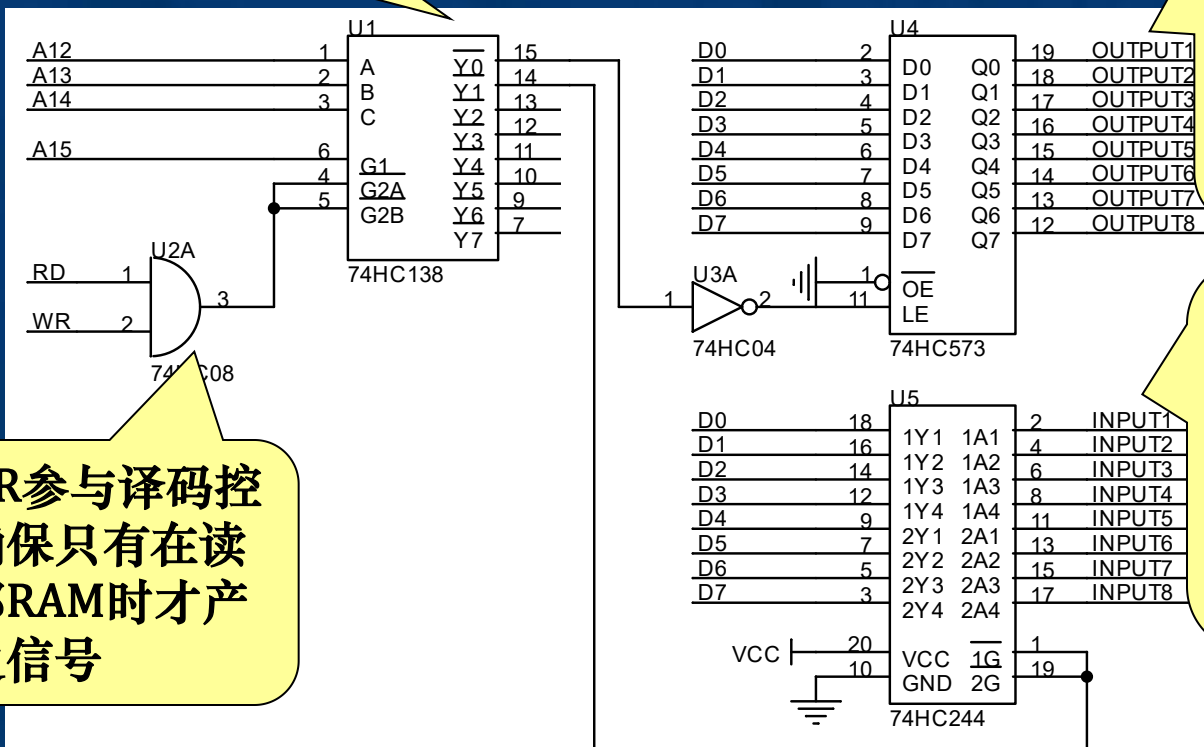 U1
A12 1 A Y0 15
A13 2 B Y1 14
A14 3 C Y2 13
Y3 12
A15 6 G1 Y4 11
4 G2A Y5 10
5 G2B Y6 9
Y7 7
74HC138
U2A
RD 1
3
WR 2
08
R参与译码控
确保只有在读
SRAM时才产
信号
U3A
1 2
74HC04
U4
D0 2 D0 Q0 19 OUTPUT1
D1 3 D1 Q1 18 OUTPUT2
D2 4 D2 Q2 17 OUTPUT3
D3 5 D3 Q3 16 OUTPUT4
D4 6 D4 Q4 15 OUTPUT5
D5 7 D5 Q5 14 OUTPUT6
D6 8 D6 Q6 13 OUTPUT7
D7 9 D7 Q7 12 OUTPUT8
1 OE
11 LE
74HC573
U5
D0 18 1Y1 1A1 2 INPUT1
D1 16 1Y2 1A2 4 INPUT2
D2 14 1Y3 1A3 6 INPUT3
D3 12 1Y4 1A4 8 INPUT4
D4 9 2Y1 2A1 11 INPUT5
D5 7 2Y2 2A2 13 INPUT6
D6 5 2Y3 2A3 15 INPUT7
D7 3 2Y4 2A4 17 INPUT8
VCC 20 VCC 1G 1
10 GND 2G 19
74HC244